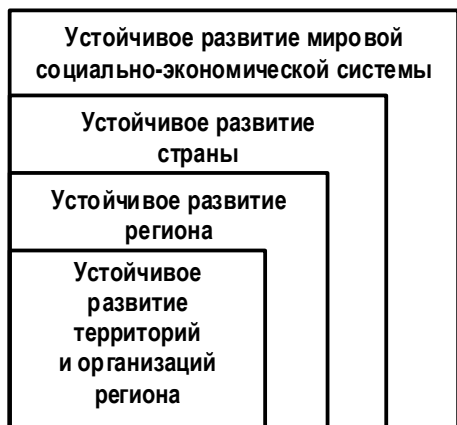 Устойчивое развитие мировой
социально-экономической системы
Устойчивое развитие
страны
Устойчивое развитие
региона
Устойчивое
развитие
территорий
и организаций
региона